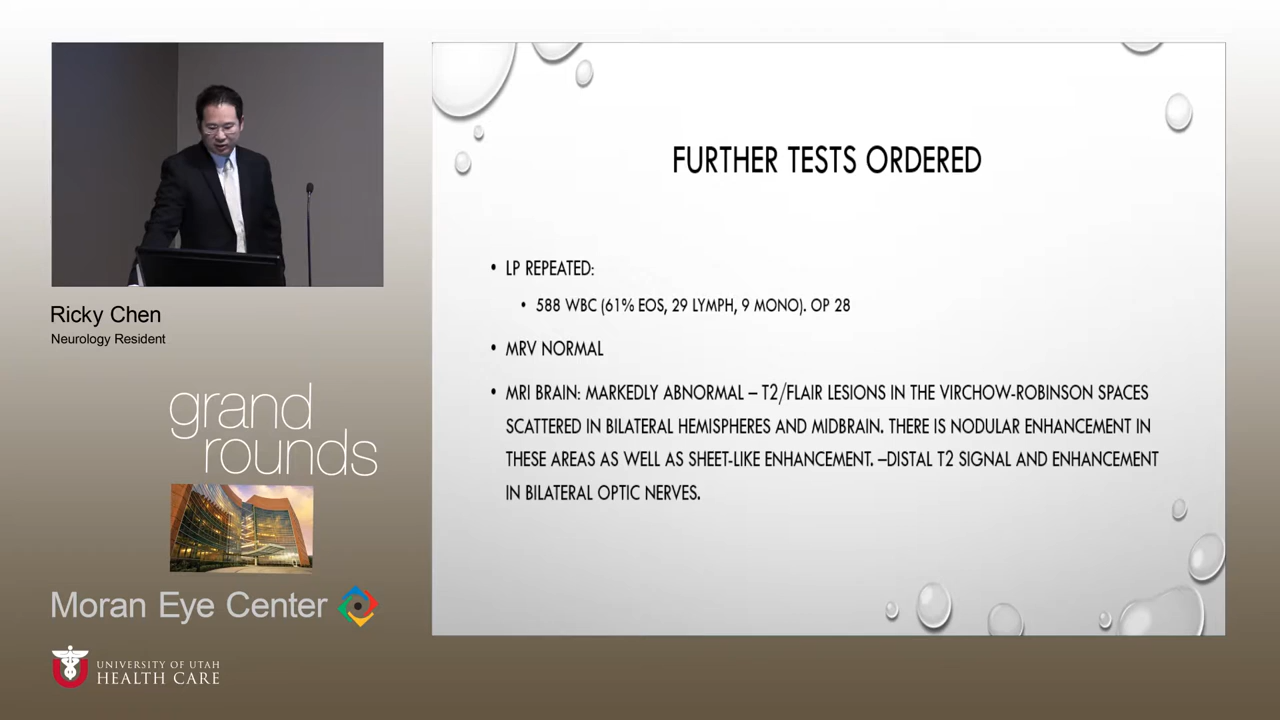 FURTHER TESTS ORDERED
• LP REPEATED:
• 588 WBC (61% EOS, 29 LYMPH, 9 MONO). OP 28
• MRV NORMAL
• MRI BRAIN: MARKEDLY ABNORMAL – T2/FLAIR LESIONS IN THE VIRCHOW-ROBINSON SPACES
SCATTERED IN BILATERAL HEMISPHERES AND MIDBRAIN. THERE IS NODULAR ENHANCEMENT IN
THESE AREAS AS WELL AS SHEET-LIKE ENHANCEMENT. –DISTAL T2 SIGNAL AND ENHANCEMENT
IN BILATERAL OPTIC NERVES.
Ricky Chen
Neurology Resident
grand
rounds
Moran Eye Center
U
UNIVERSITY OF UTAH
HEALTH CARE